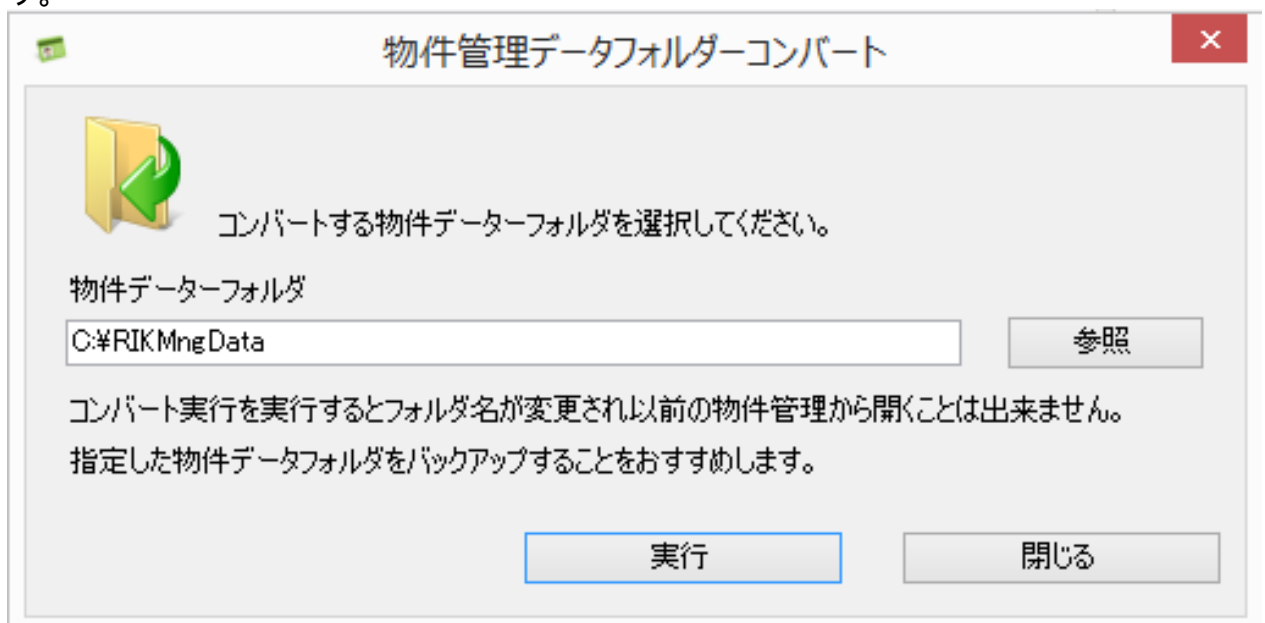 す。
物件管理データフォルダーコンバート
コンバートする物件データーフォルダを選択してください。
物件データーフォルダ
C:¥RIKMngData
参照
コンバート実行を実行するとフォルダ名が変更され以前の物件管理から開くことは出来ません。
指定した物件データフォルダをバックアップすることをおすすめします。
実行
閉じる